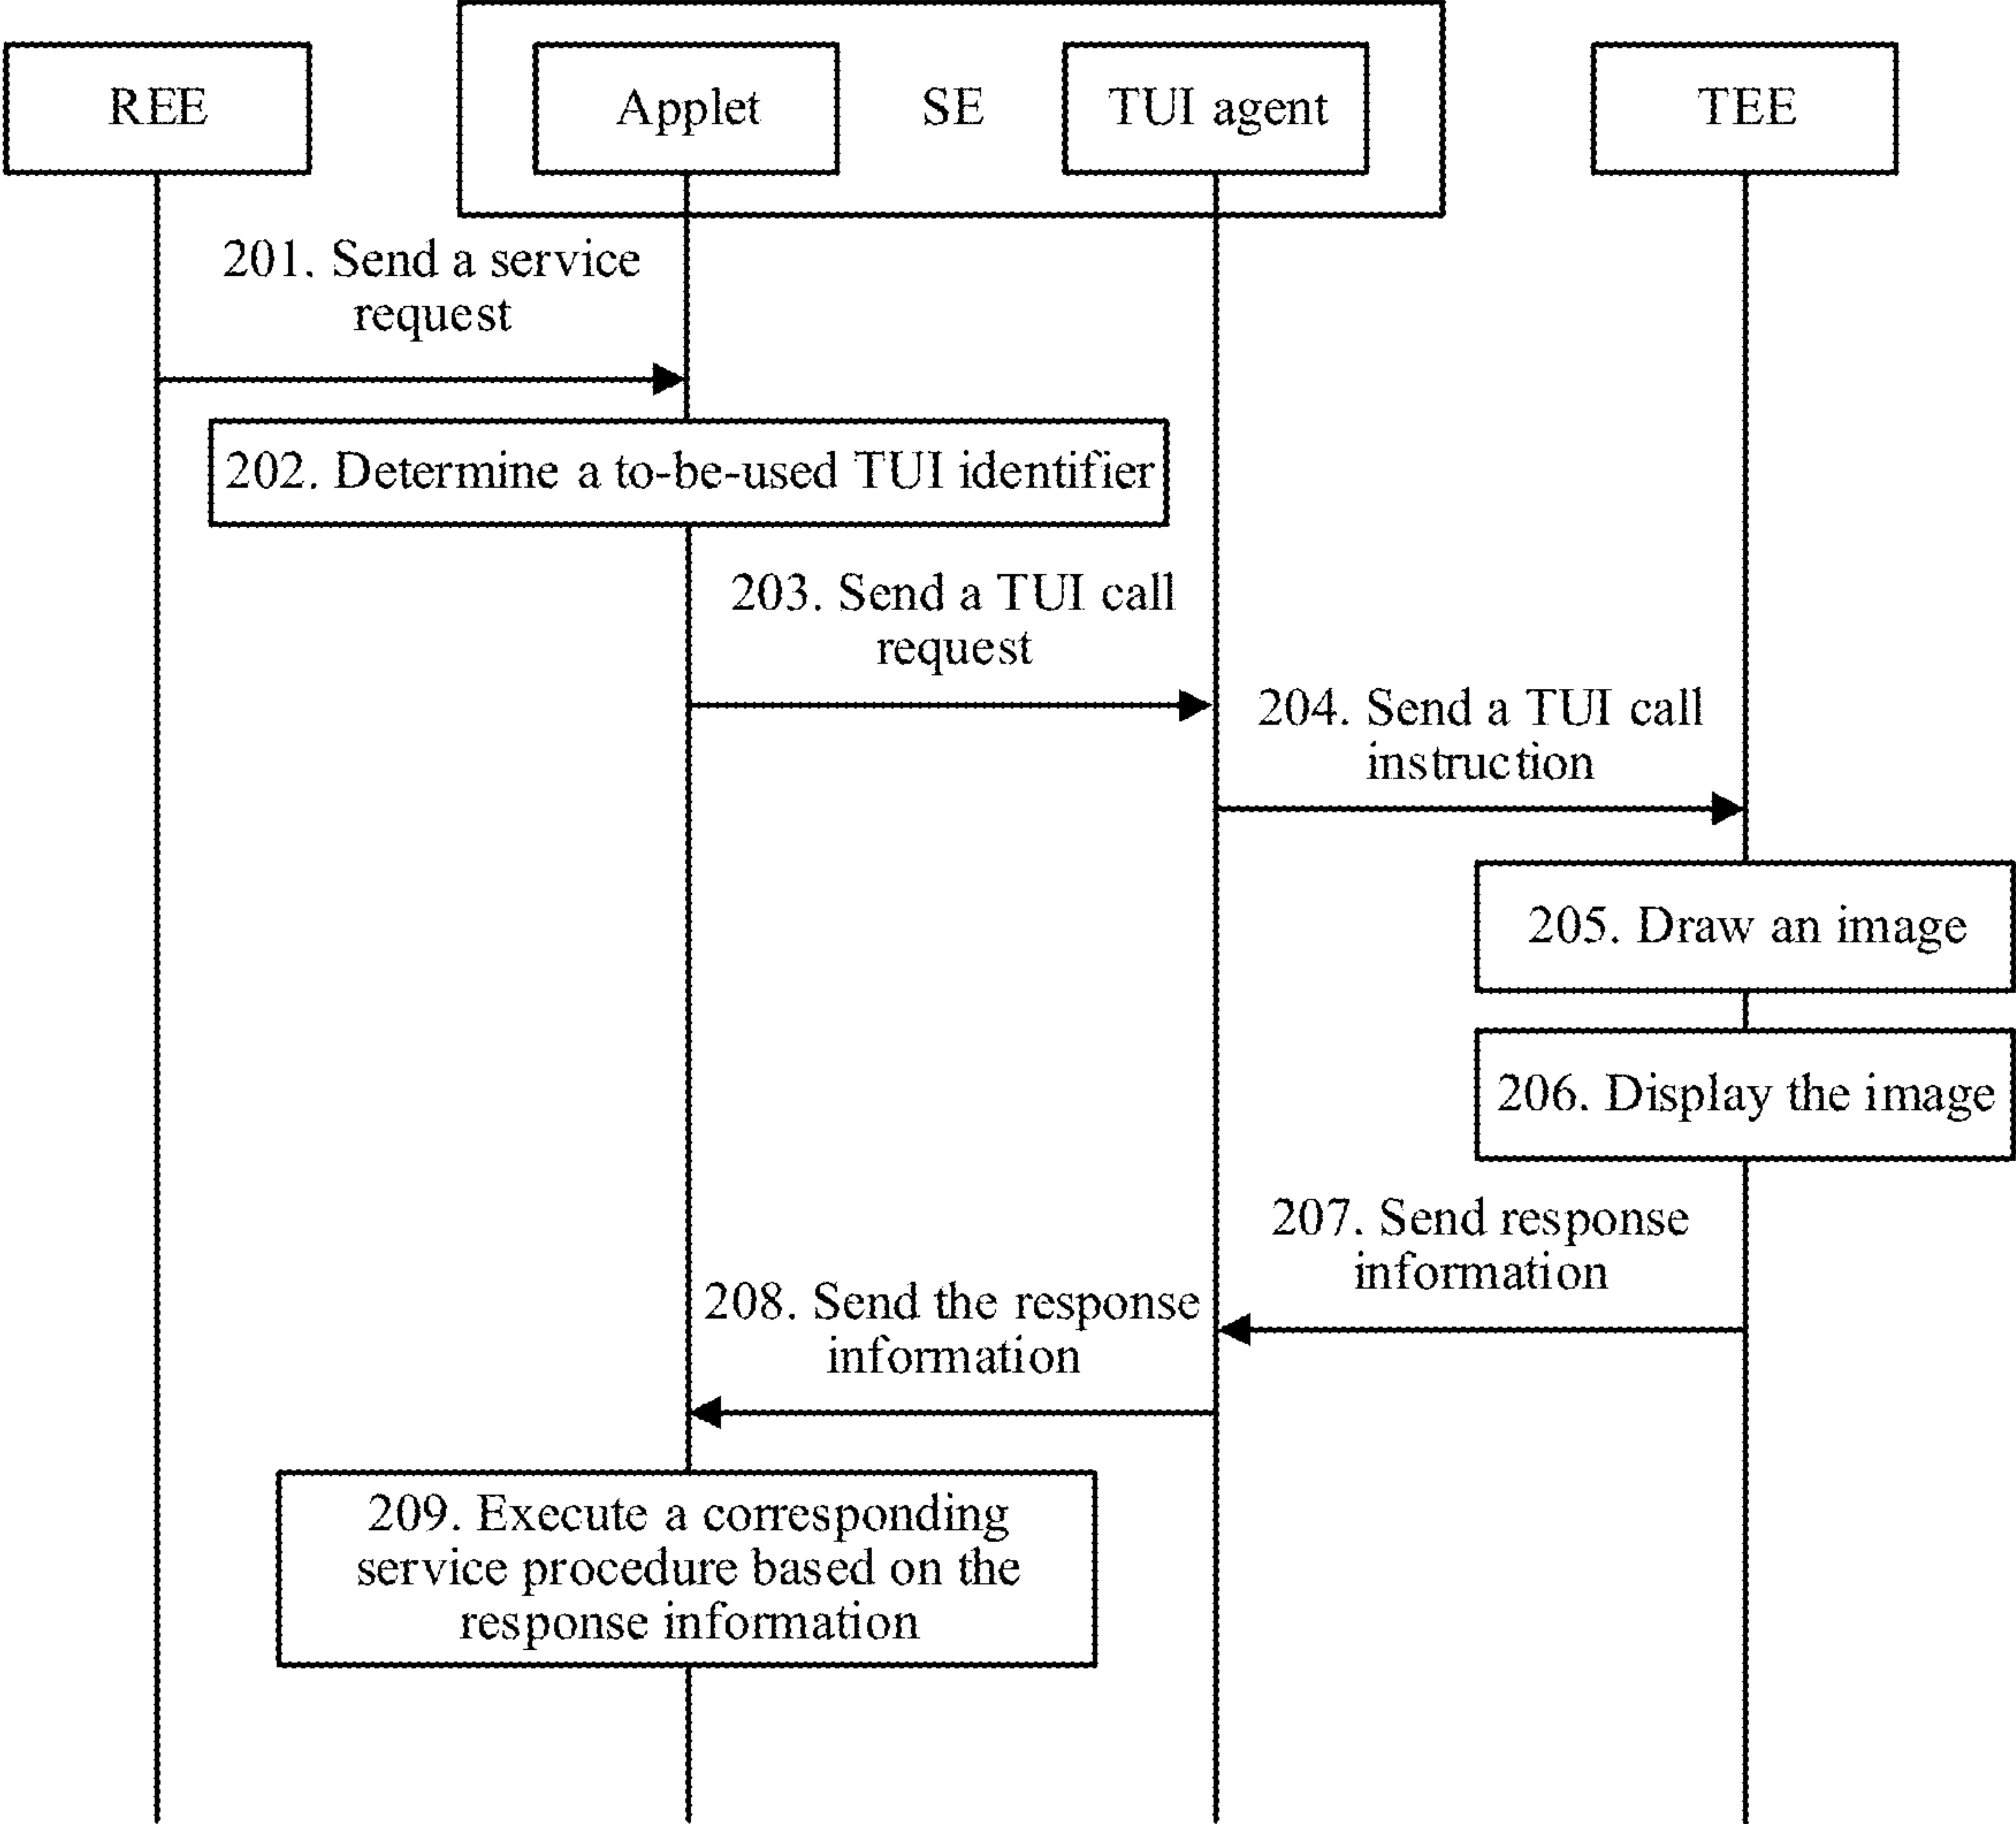 REE
Applet
SE
TUI agent
TEE
201. Send a service
request
202. Determine a to-be-used TUI identifier
203. Send a TUI call
request
204. Send a TUI call
instruction
205. Draw an image
206. Display the image
207. Send response
information
208. Send the response
information
209. Execute a corresponding
service procedure based on the
response information